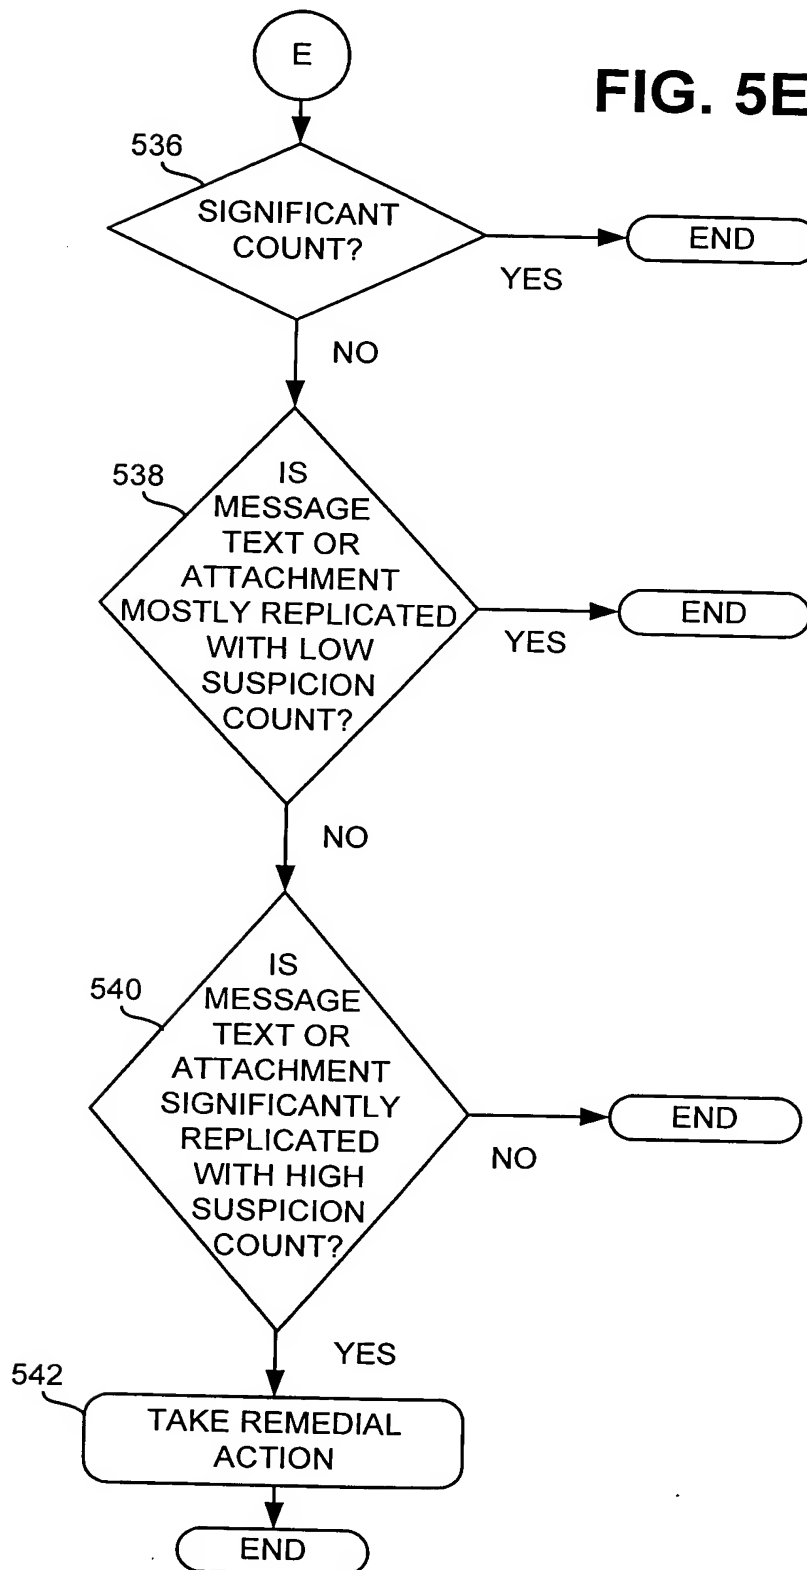 E
FIG. 5E
536
SIGNIFICANT
COUNT?
END
YES
NO
538
IS
MESSAGE
TEXT OR
ATTACHMENT
MOSTLY REPLICATED
WITH LOW
SUSPICION
COUNT?
END
YES
NO
540
IS
MESSAGE
TEXT OR
ATTACHMENT
SIGNIFICANTLY
REPLICATED
WITH HIGH
SUSPICION
COUNT?
END
NO
YES
542
TAKE REMEDIAL
ACTION
END